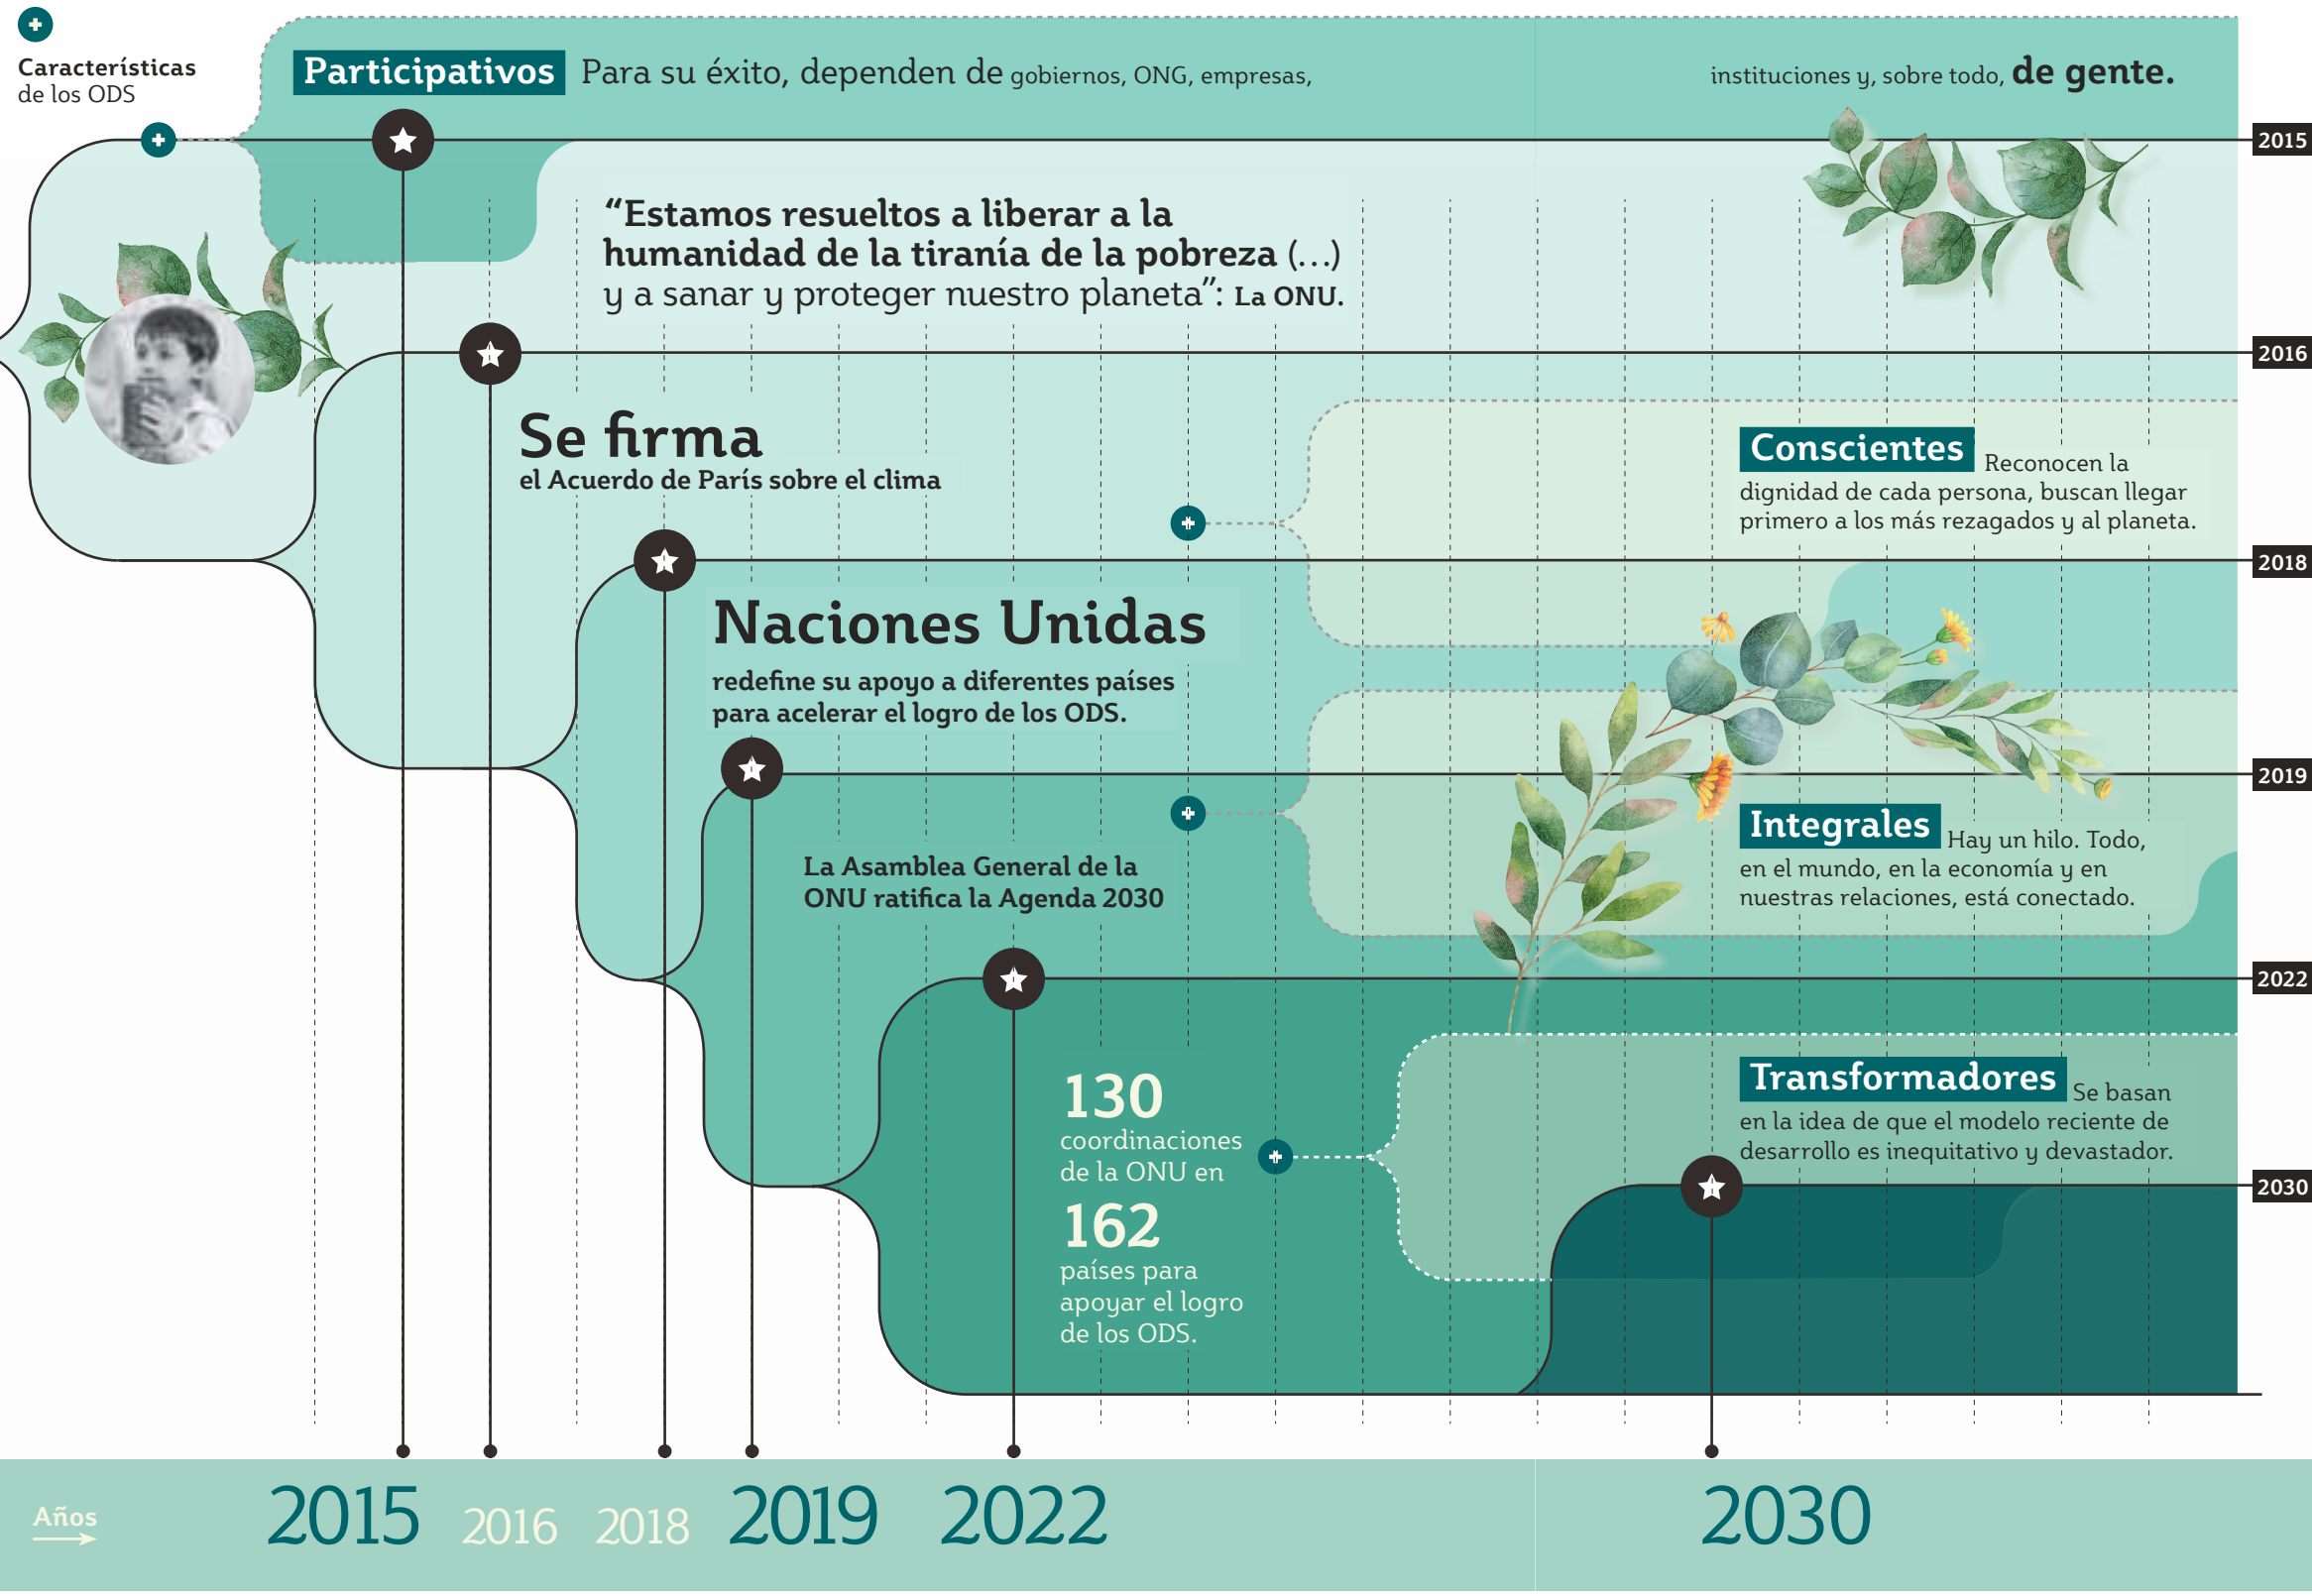 Características
de los ODS
Participativos Para su éxito, dependen de gobiernos, ONG, empresas, instituciones y, sobre todo, de gente.
2015
“Estamos resueltos a liberar a la
humanidad de la tiranía de la pobreza (...)
y a sanar y proteger nuestro planeta”: La ONU.
2016
Se firma
el Acuerdo de París sobre el clima
Conscientes Reconocen la
dignidad de cada persona, buscan llegar
primero a los más rezagados y al planeta.
2018
Naciones Unidas
redefine su apoyo a diferentes países
para acelerar el logro de los ODS.
2019
Integrales Hay un hilo. Todo,
en el mundo, en la economía y en
nuestras relaciones, está conectado.
La Asamblea General de la
ONU ratifica la Agenda 2030
2022
130
coordinaciones
de la ONU en
162
países para
apoyar el logro
de los ODS.
Transformadores Se basan
en la idea de que el modelo reciente de
desarrollo es inequitativo y devastador.
2030
Años
2015 2016 2018 2019 2022 2030